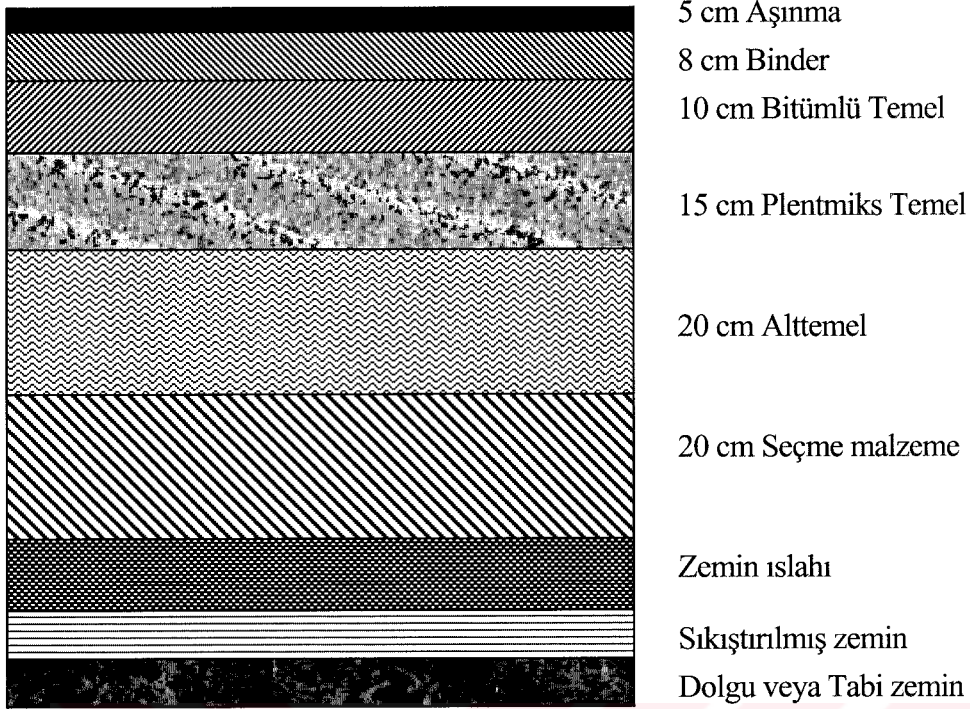 5 cm Aşınma
8 cm Binder
10 cm Bitümlü Temel
15 cm Plentmiks Temel
20 cm Alttemel
20 cm Seçme malzeme
Zemin ıslahı
Sıkıştırılmış zemin
Dolgu veya Tabi zemin